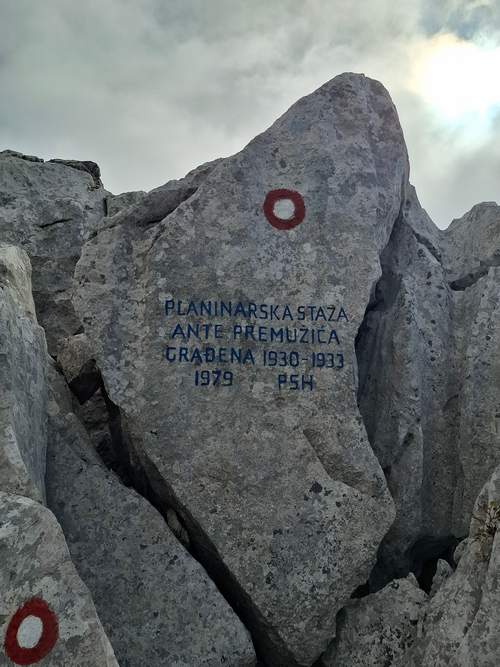 PLANINARSKA STAZA
ANTE PREMUŽIĆA
GRAĐENA 1930-1933
1979 PSH